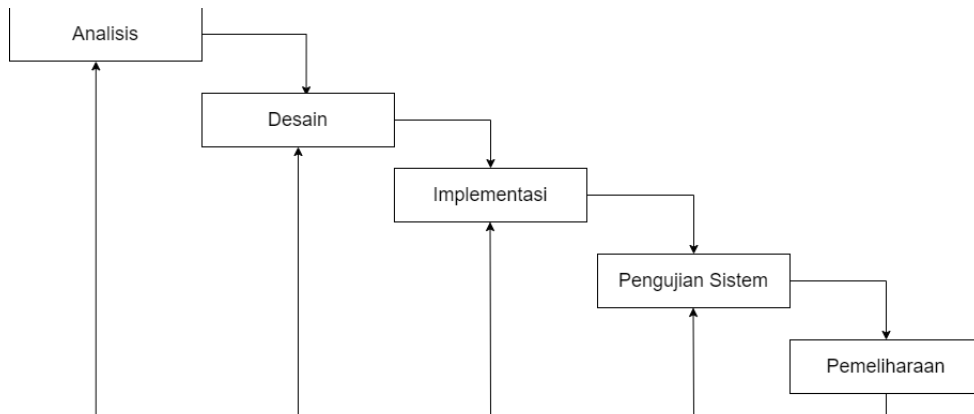 Analisis
Desain
Implementasi
Pengujian Sistem
Pemeliharaan